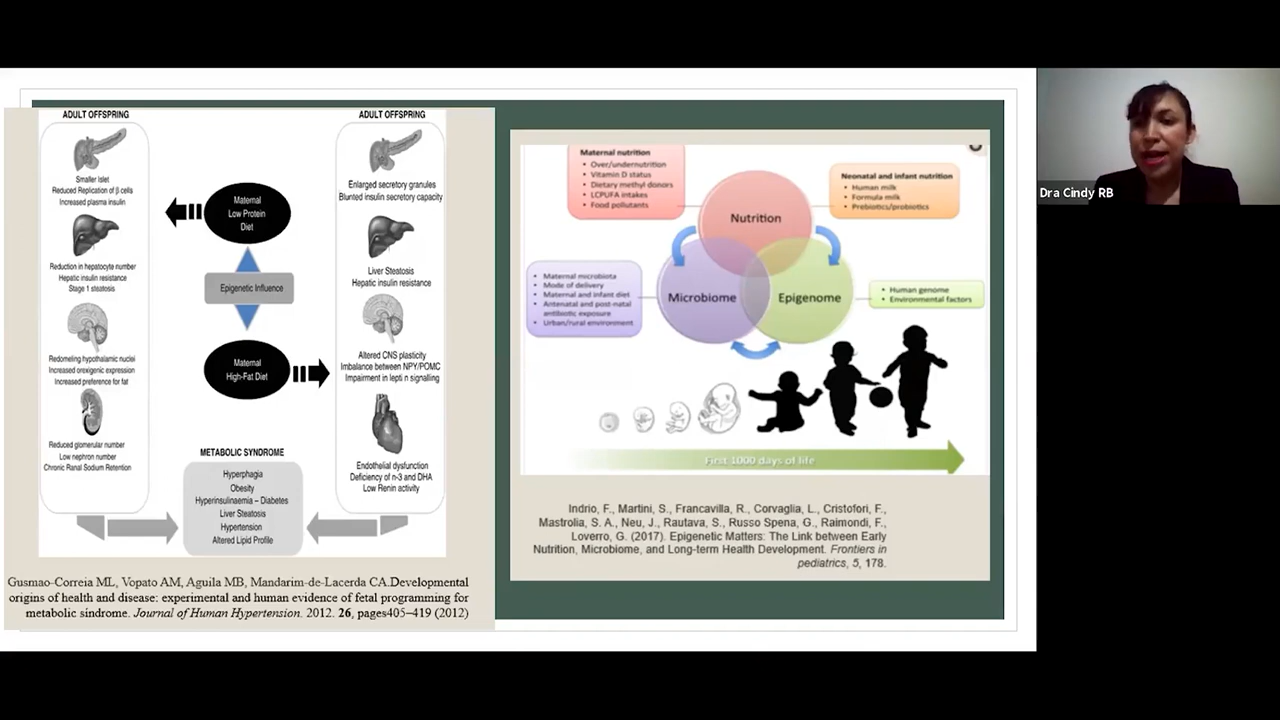 ADULT OFFSPRING
Smaller Islet
Reduced Replication of β cells
Increased plasma insulin
Reduction in hepatocyte number
Hepatic insulin resistance
Stage 1 steatosis
Redomeling hypothalamic nuclei
Increased orexigenic expression
Increased preference for fat
Reduced glomerular number
Low nephron number
Chronic Ranal Sodium Retention
Maternal
Low Protein
Diet
Epigenetic Influence
Maternal
High-Fat Diet
METABOLIC SYNDROME
Hyperphagia
Obesity
Hyperinsulinaemia – Diabetes
Liver Steatosis
Hypertension
Altered Lipid Profile
ADULT OFFSPRING
Enlarged secretory granules
Blunted insulin secretory capacity
Liver Steatosis
Hepatic insulin resistance
Altered CNS plasticity
Imbalance between NPY/POMC
Impairment in lepti n signalling
Endothelial dysfunction
Deficiency of n-3 and DHA
Low Renin activity
Gusmao-Correia ML, Vopato AM, Aguila MB, Mandarim-de-Lacerda CA.Developmental
origins of health and disease: experimental and human evidence of fetal programming for
metabolic sindrome. Journal of Human Hypertension. 2012. 26, pages405–419 (2012)
Maternal nutrition
• Over/undernutrition
• Vitamin D status
• Dietary methyl donors
• LCPUFA intakes
• Food pollutants
Nutrition
Neonatal and infant nutrition
• Human milk
• Formula milk
• Prebiotics/probiotics
• Maternal microbiota
• Mode of delivery
• Maternal and infant diet
• Antenatal and post-natal
antibiotic exposure
• Urban/rural environment
Microbiome
Epigenome
• Human genome
• Environmental factors
First 1000 days of life
Indrio, F., Martini, S., Francavilla, R., Corvaglia, L., Cristofori, F.,
Mastrolia, S. A., Neu, J., Rautava, S., Russo Spena, G., Raimondi, F.,
Loverro, G. (2017). Epigenetic Matters: The Link between Early
Nutrition, Microbiome, and Long-term Health Development. Frontiers in
pediatrics, 5, 178.
Dra Cindy RB